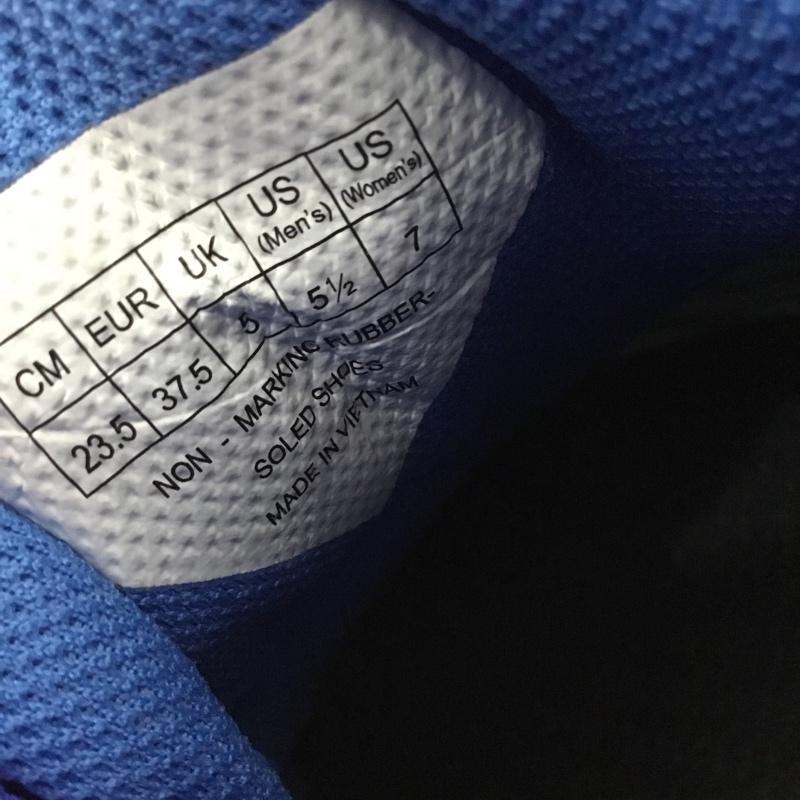 CM EUR UK US (Men's) US (Women's)
23.5 37.5 5 5½ 7
NON - MARKING RUBBER-
SOLED SHOES
MADE IN VIETNAM